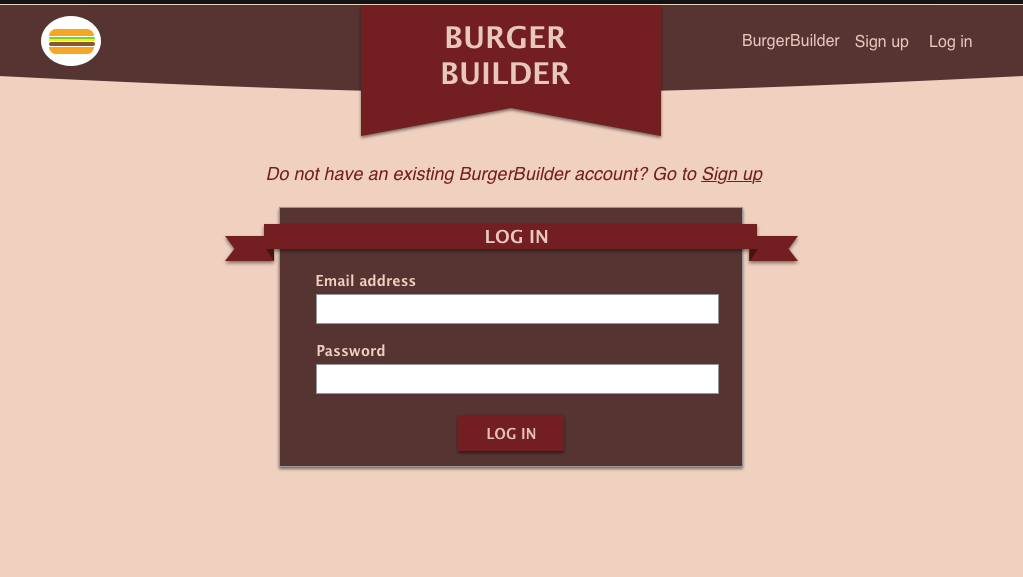 BURGER
BUILDER
BurgerBuilder Sign up Log in
Do not have an existing BurgerBuilder account? Go to Sign up
LOG IN
Email address
Password
LOG IN